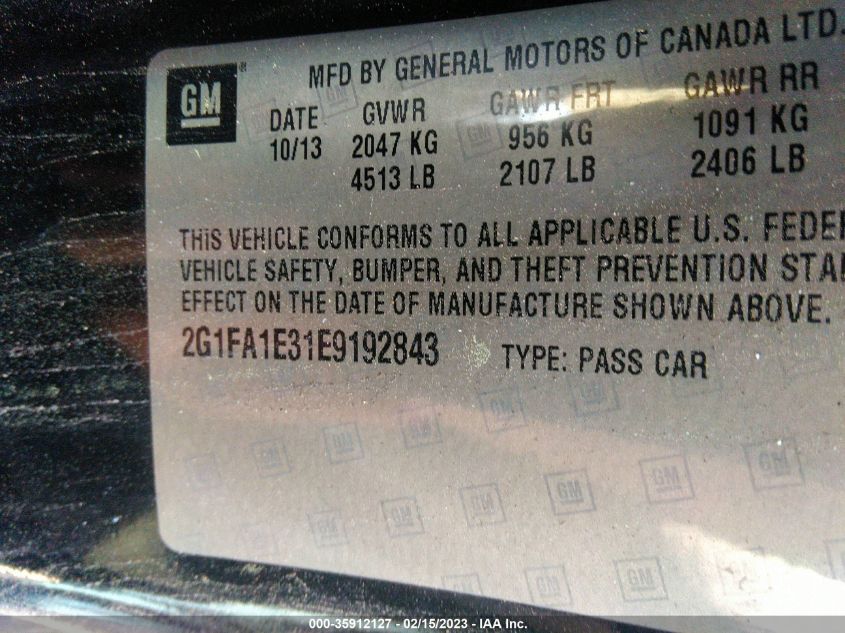 MFD BY GENERAL MOTORS OF CANADA LTD.
GM ®
DATE GVWR GAWR FRT GAWR RR
10/13 2047 KG 956 KG 1091 KG
4513 LB 2107 LB 2406 LB
THIS VEHICLE CONFORMS TO ALL APPLICABLE U.S. FEDER
VEHICLE SAFETY, BUMPER, AND THEFT PREVENTION STA
EFFECT ON THE DATE OF MANUFACTURE SHOWN ABOVE.
2G1FA1E31E9192843 TYPE: PASS CAR
000-35912127 - 02/15/2023 - IAA Inc.